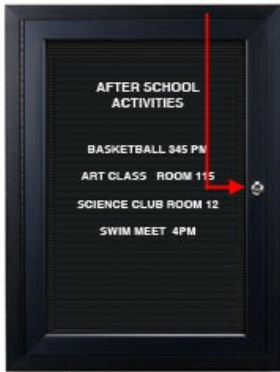 AFTER SCHOOL
ACTIVITIES
BASKETBALL 345 PM
ART CLASS ROOM 115
SCIENCE CLUB ROOM 12
SWIM MEET 4PM